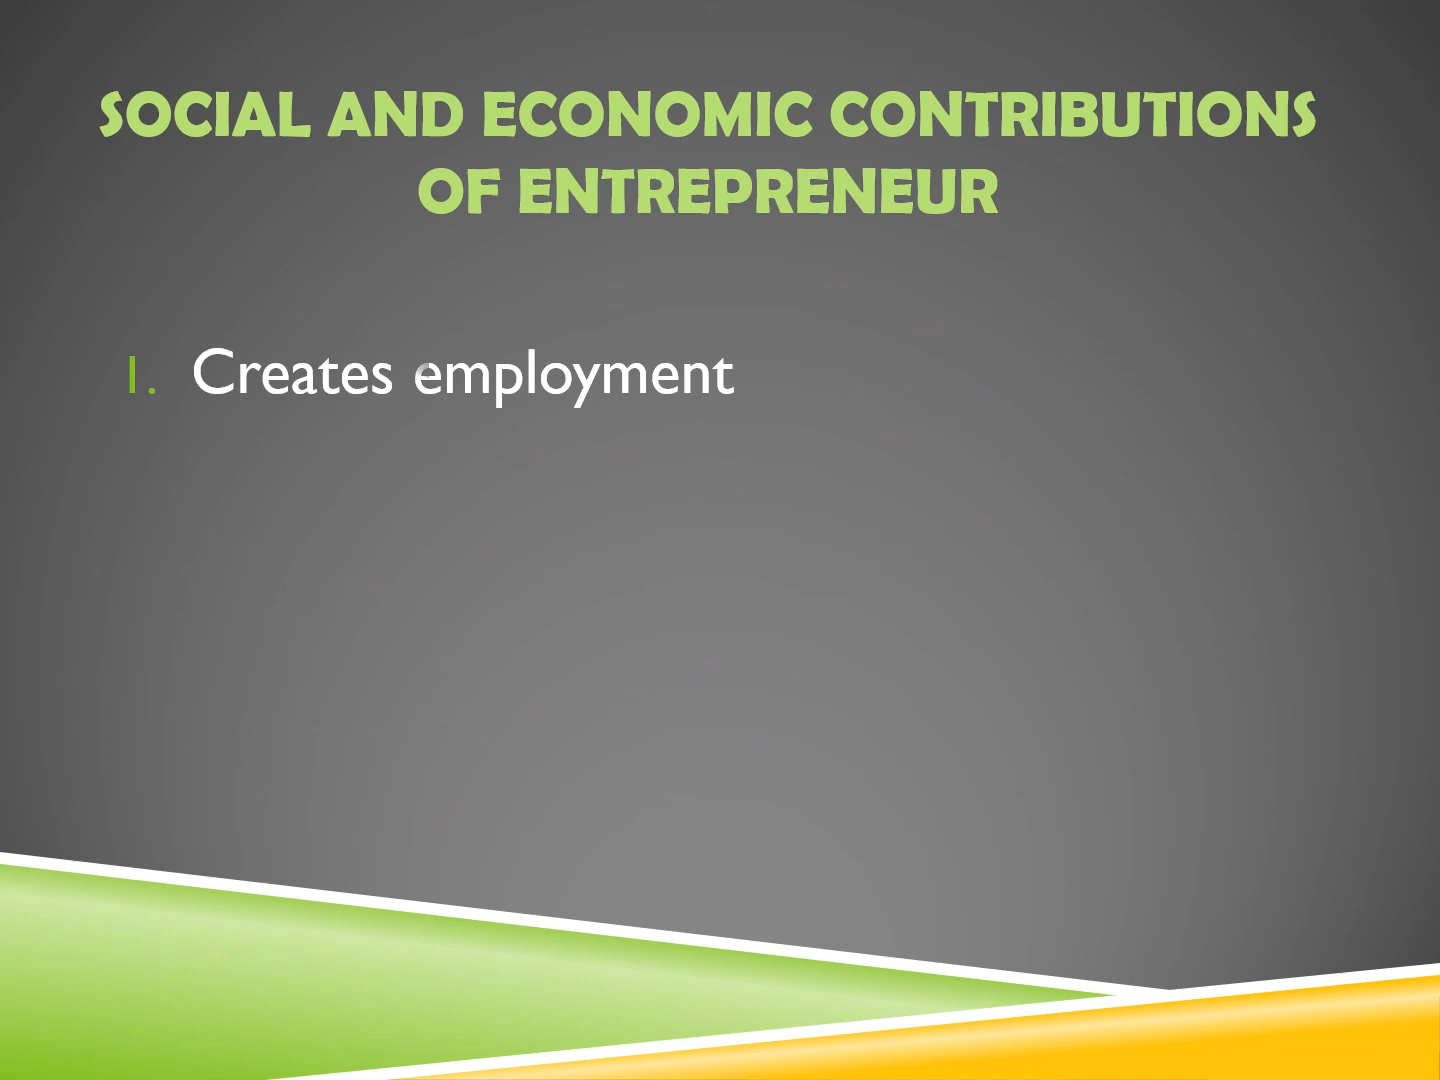 SOCIAL AND ECONOMIC CONTRIBUTIONS
OF ENTREPRENEUR
1. Creates employment